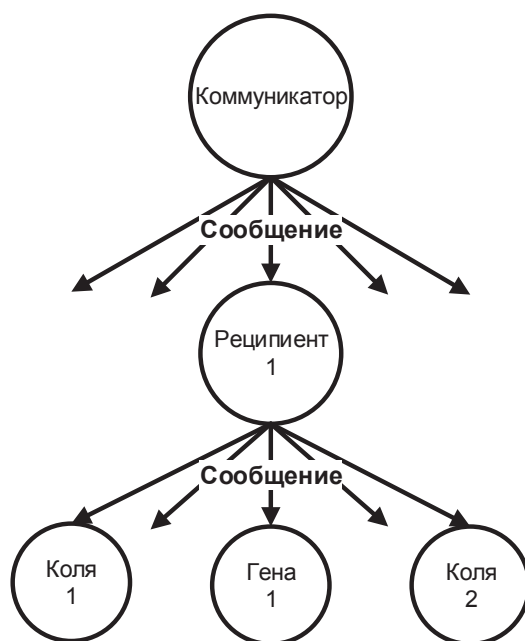 Коммуникатор
Сообщение
Реципиент
1
Сообщение
Коля
1
Гена
1
Коля
2